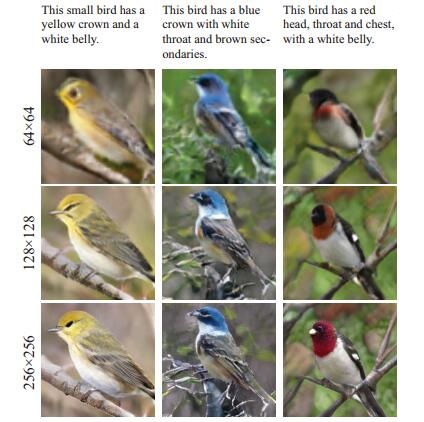 This small bird has a
yellow crown and a
white belly.
This bird has a blue
crown with white
throat and brown sec-
ondaries.
This bird has a red
head, throat and chest,
with a white belly.
64×64
128×128
256×256